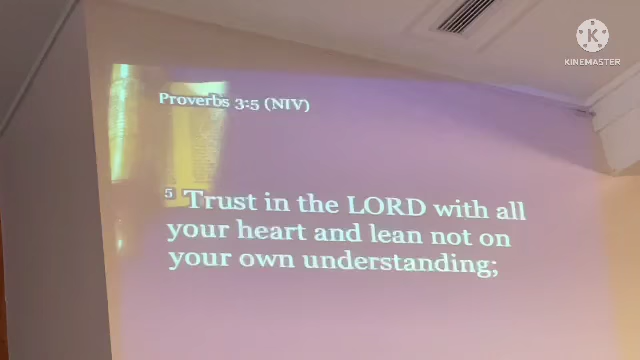 KINEMASTER
Proverbs 3:5 (NIV)
5 Trust in the LORD with all
your heart and lean not on
your own understanding;